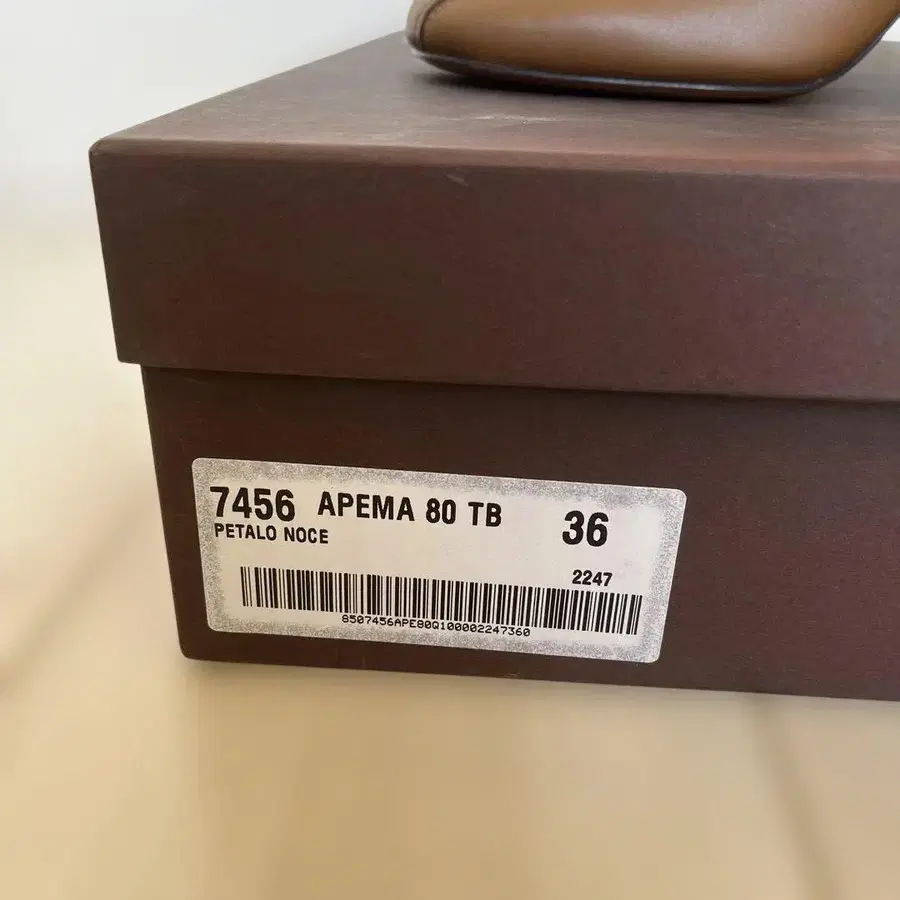 7456 APEMA 80 TB 36
PETALO NOCE
2247
8507456APE80Q100002247360